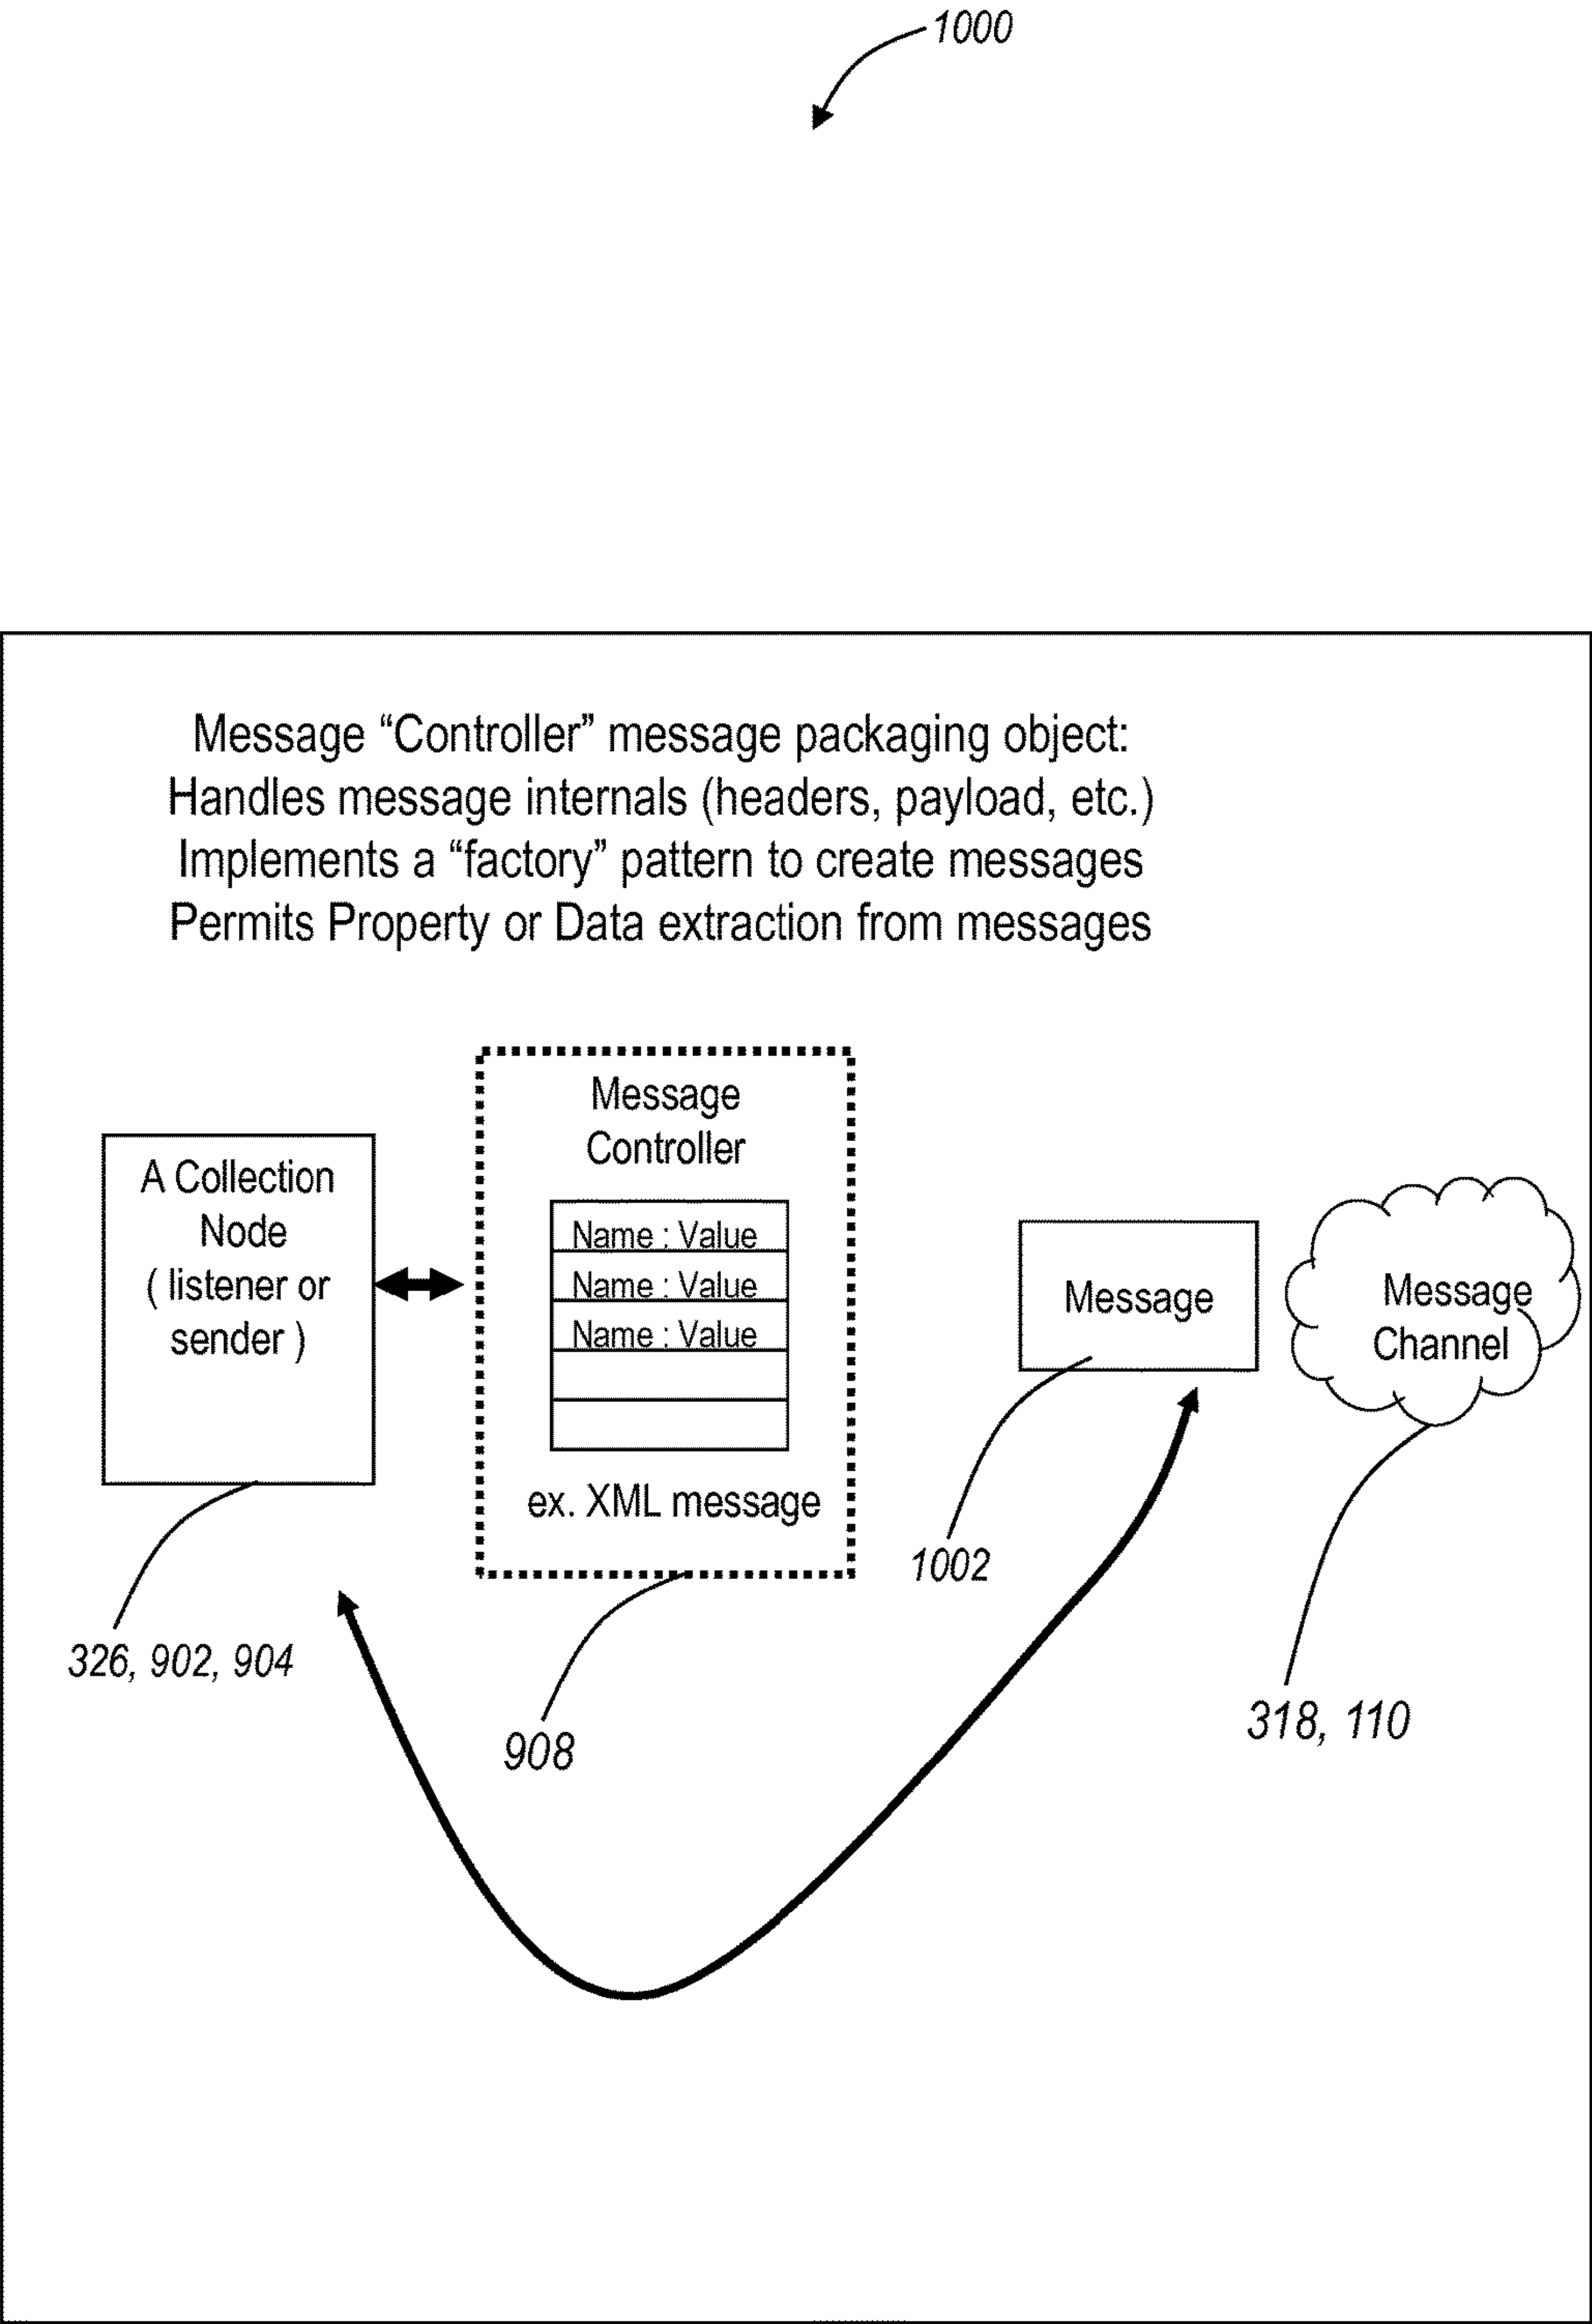 1000
Message “Controller” message packaging object:
Handles message internals (headers, payload, etc.)
Implements a “factory” pattern to create messages
Permits Property or Data extraction from messages
A Collection
Node
( listener or
sender )
Message
Controller
Name : Value
Name : Value
Name : Value
ex. XML message
Message
Message
Channel
1002
326, 902, 904
908
318, 110